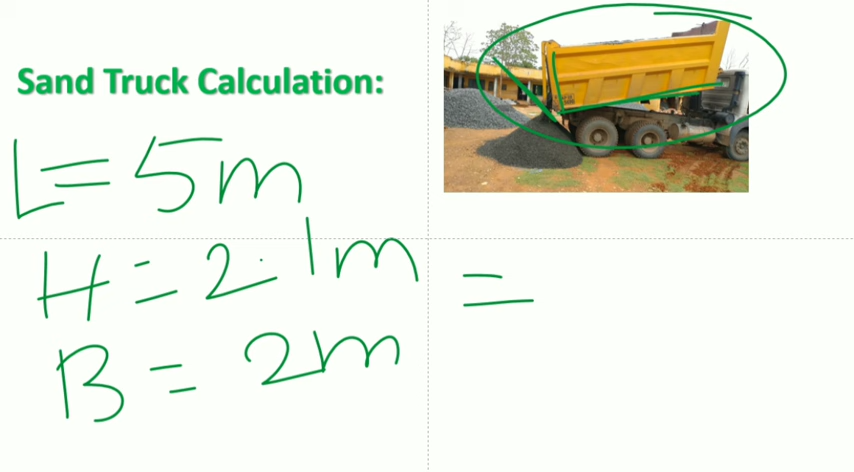 Sand Truck Calculation:
L = 5m
H = 2.1m
B = 2m
=